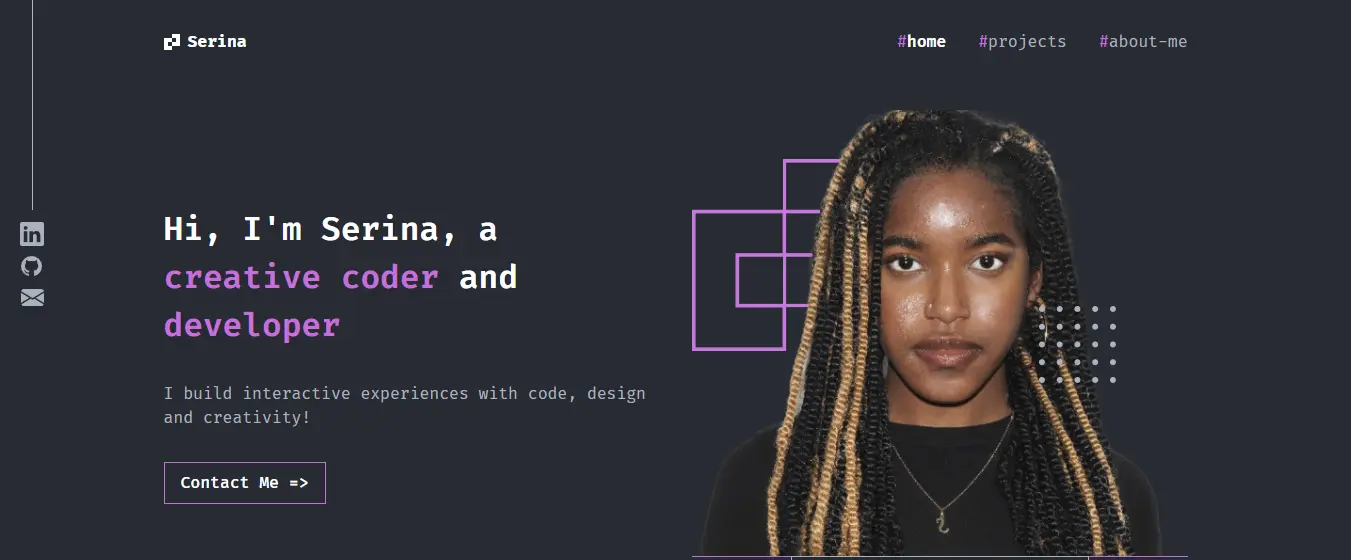 Serina
#home #projects #about-me
Hi, I'm Serina, a
creative coder and
developer
I build interactive experiences with code, design
and creativity!
Contact Me =>
in